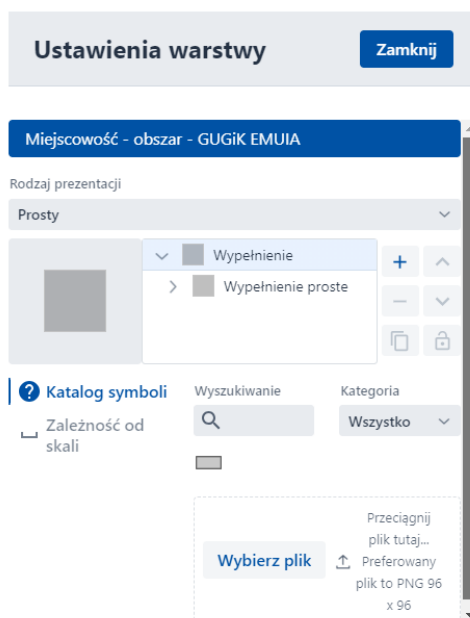 Ustawienia warstwy
Zamknij
Miejscowość - obszar - GUGiK EMUIA
Rodzaj prezentacji
Prosty
Wypełnienie
Wypełnienie proste
Katalog symboli
Zależność od
skali
Wyszukiwanie
Kategoria
Wszystko
Wybierz plik
Przeciągnij
plik tutaj...
Preferowany
plik to PNG 96
x 96